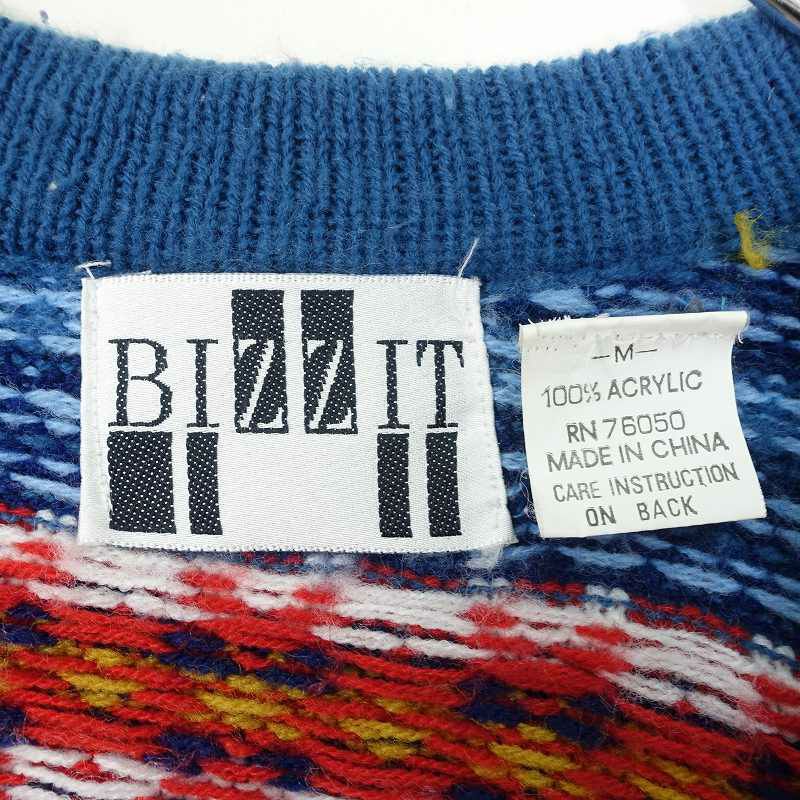 BIZZIT
-M-
100% ACRYLIC
RN 76050
MADE IN CHINA
CARE INSTRUCTION
ON BACK